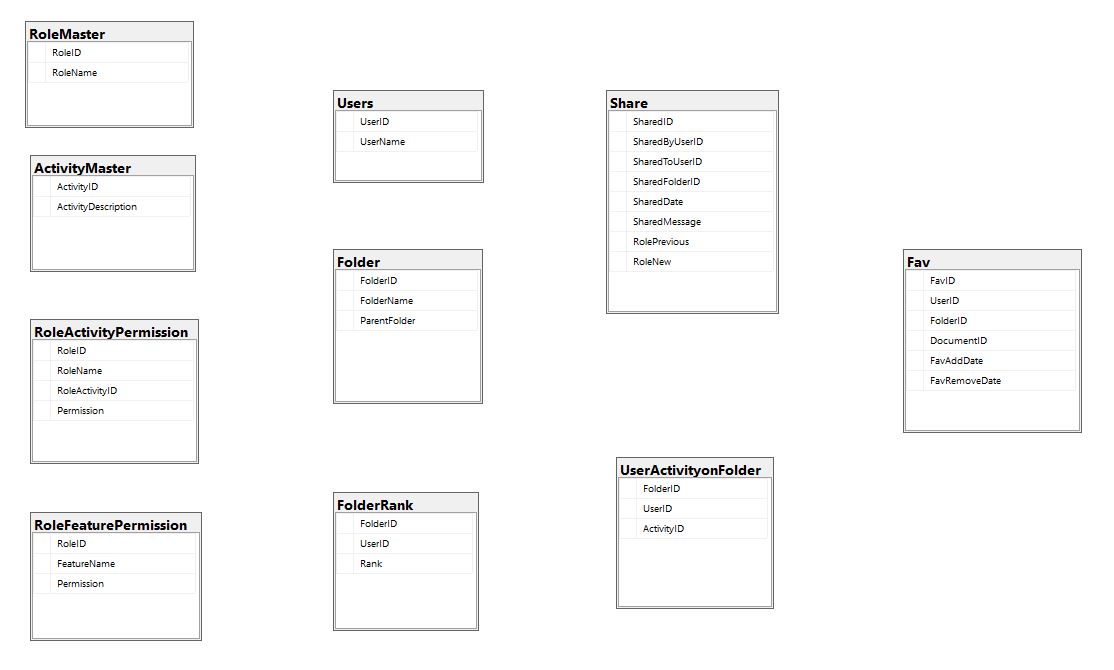 RoleMaster
RoleID
RoleName
ActivityMaster
ActivityID
ActivityDescription
RoleActivityPermission
RoleID
RoleName
RoleActivityID
Permission
RoleFeaturePermission
RoleID
FeatureName
Permission
Users
UserID
UserName
Folder
FolderID
FolderName
ParentFolder
FolderRank
FolderID
UserID
Rank
Share
SharedID
SharedByUserID
SharedToUserID
SharedFolderID
SharedDate
SharedMessage
RolePrevious
RoleNew
UserActivityonFolder
FolderID
UserID
ActivityID
Fav
FavID
UserID
FolderID
DocumentID
FavAddDate
FavRemoveDate